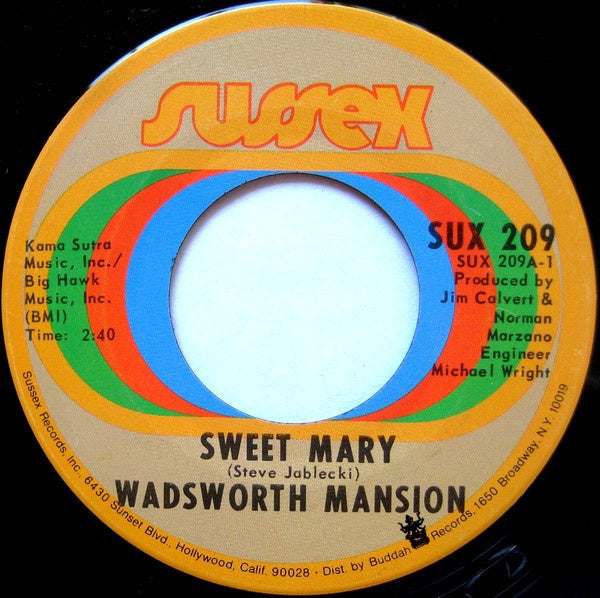 sussex
Kama Sutra
Music, Inc./
Big Hawk
Music, Inc.
(BMI)
Time: 2:40
SUX 209
SUX 209A-1
Produced by
Jim Calvert &
Norman
Marzano
Engineer
Michael Wright
SWEET MARY
(Steve Jablecki)
WADSWORTH MANSION
Sussex Records, Inc., 6430 Sunset Blvd., Hollywood, Calif. 90028 - Dist. by Buddah Records, 1650 Broadway, N.Y. 10019